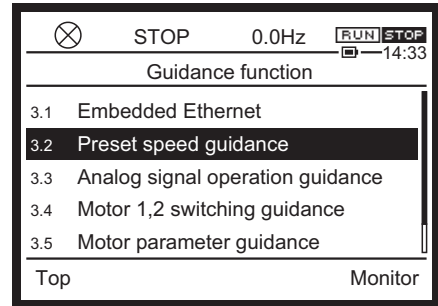 STOP 0.0Hz RUN STOP
14:33
Guidance function
3.1 Embedded Ethernet
3.2 Preset speed guidance
3.3 Analog signal operation guidance
3.4 Motor 1,2 switching guidance
3.5 Motor parameter guidance
Top Monitor